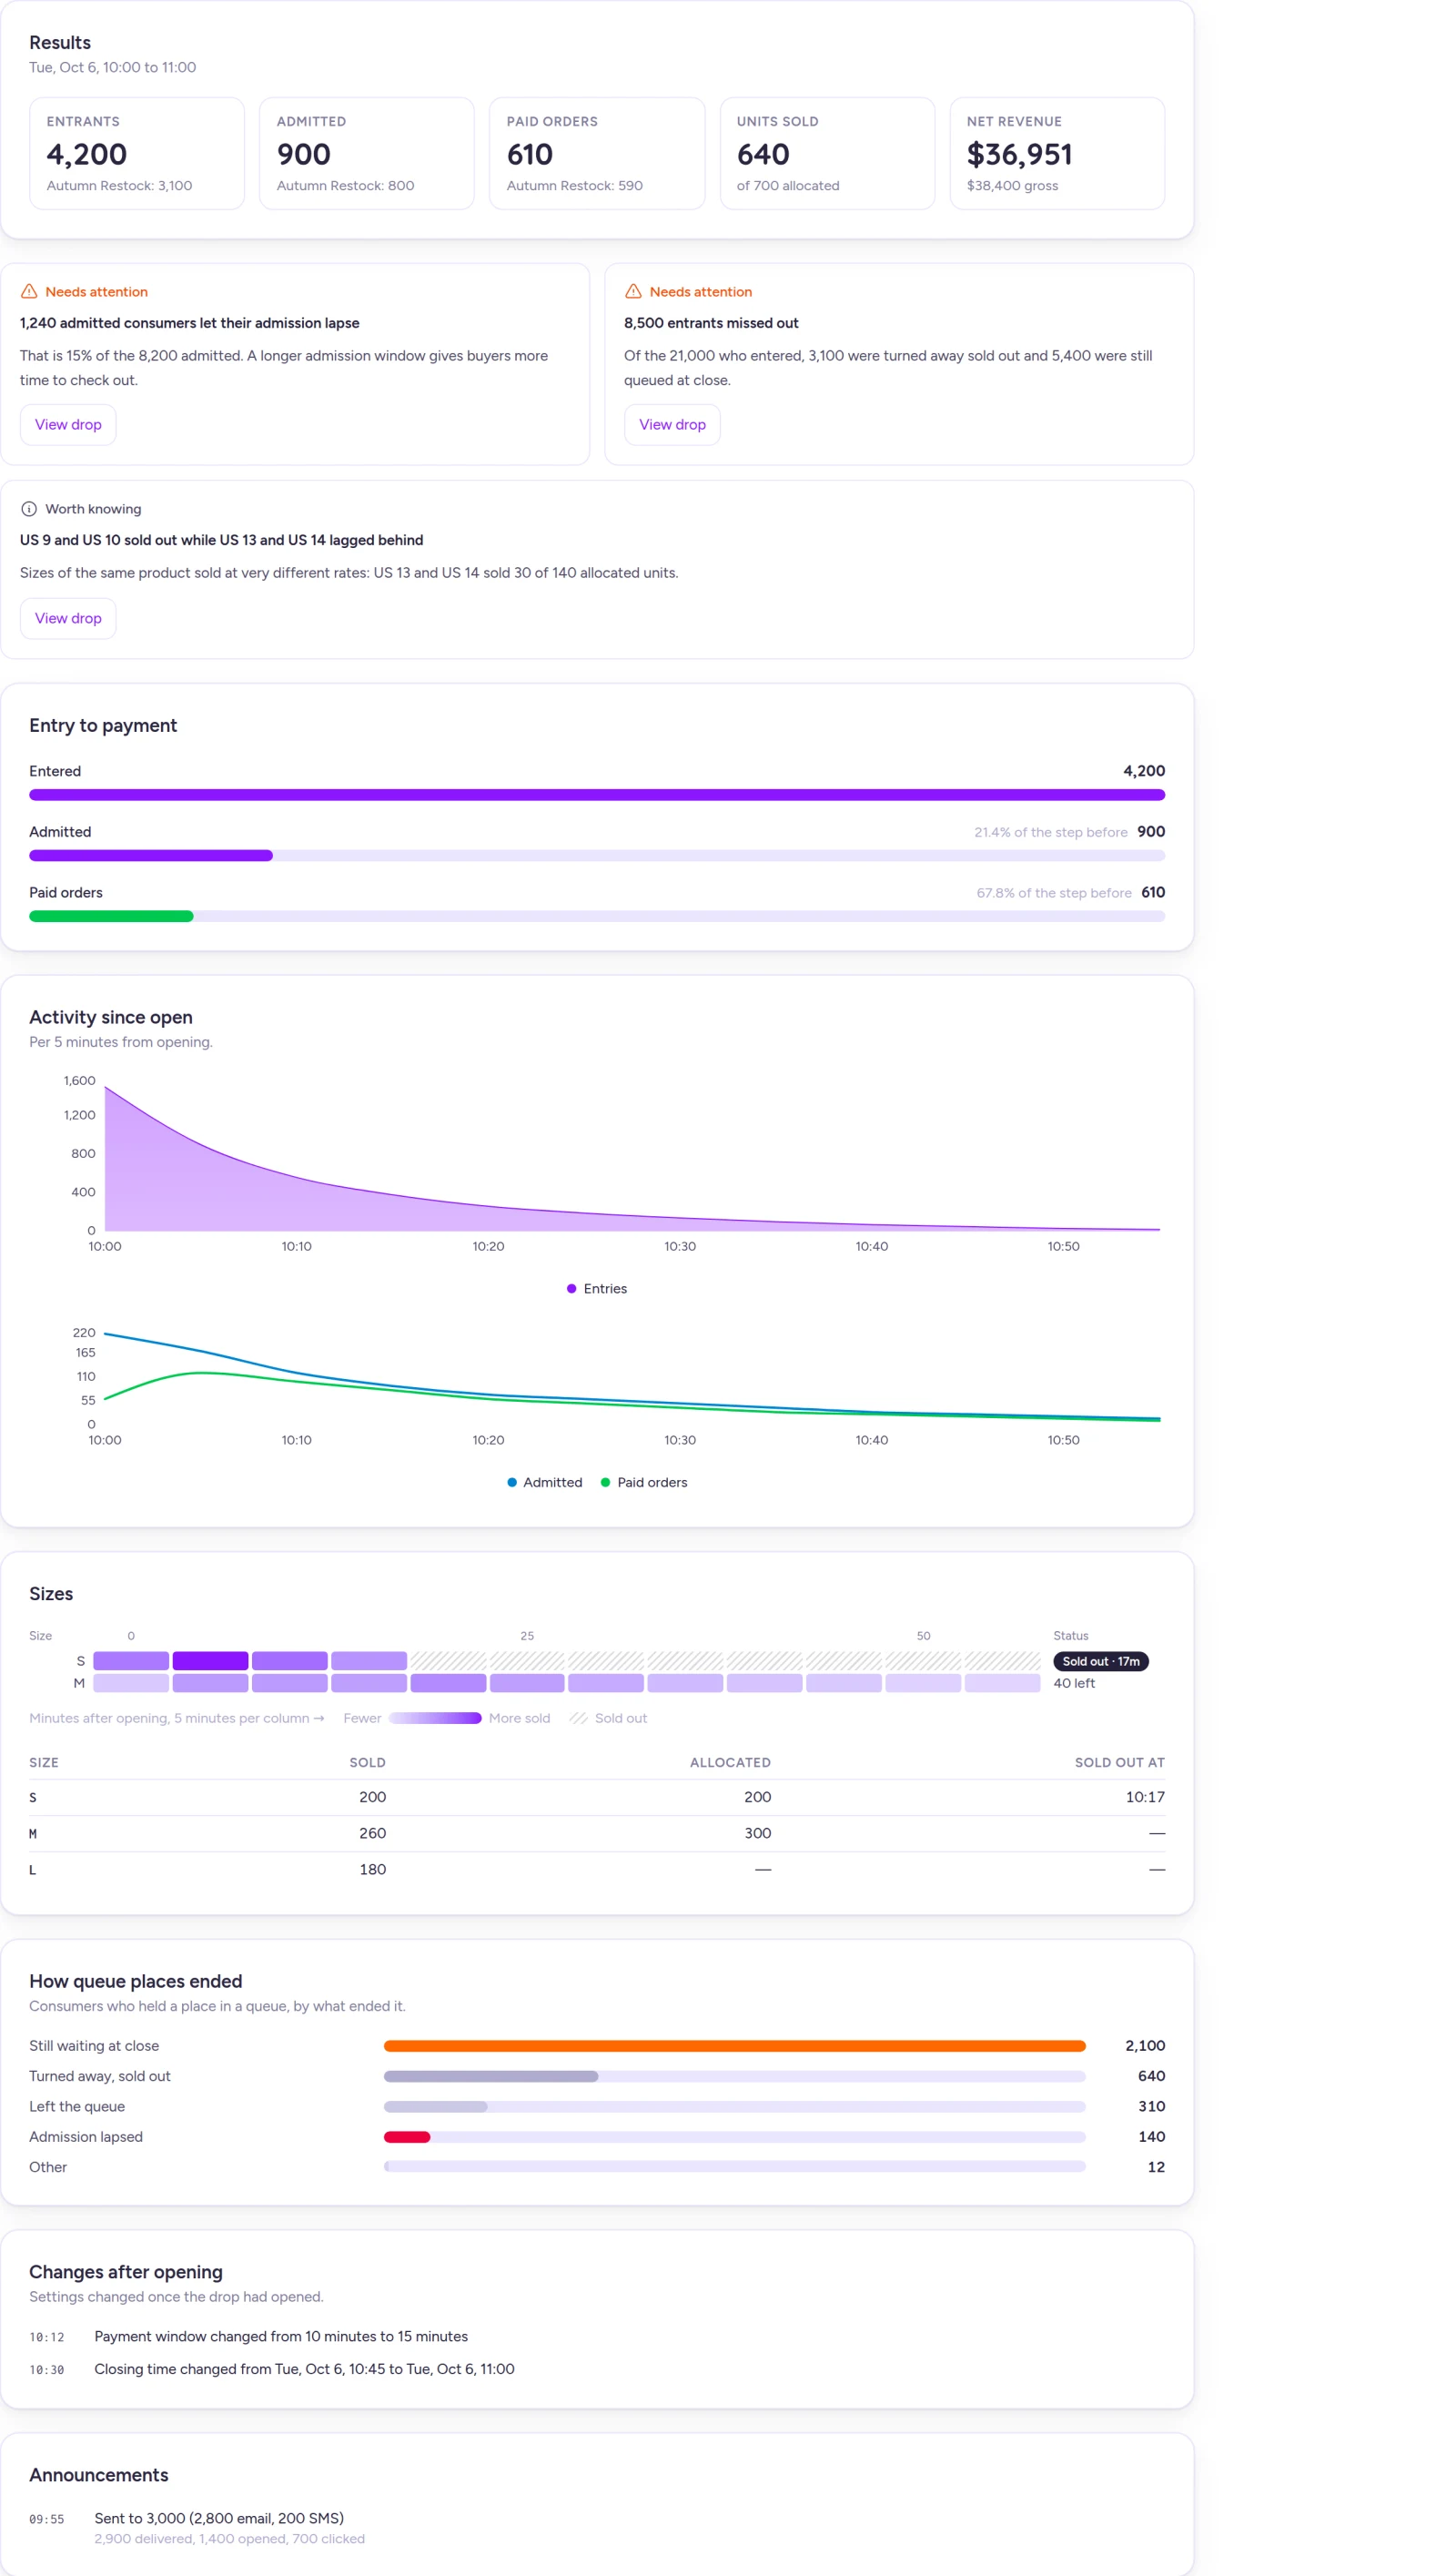 Results
Tue, Oct 6, 10:00 to 11:00
ENTRANTS
4,200
Autumn Restock: 3,100
ADMITTED
900
Autumn Restock: 800
PAID ORDERS
610
Autumn Restock: 590
UNITS SOLD
640
of 700 allocated
NET REVENUE
$36,951
$38,400 gross
Needs attention
1,240 admitted consumers let their admission lapse
That is 15% of the 8,200 admitted. A longer admission window gives buyers more
time to check out.
View drop
Needs attention
8,500 entrants missed out
Of the 21,000 who entered, 3,100 were turned away sold out and 5,400 were still
queued at close.
View drop
Worth knowing
US 9 and US 10 sold out while US 13 and US 14 lagged behind
Sizes of the same product sold at very different rates: US 13 and US 14 sold 30 of 140 allocated units.
View drop
Entry to payment
Entered 4,200
Admitted 21.4% of the step before 900
Paid orders 67.8% of the step before 610
Activity since open
Per 5 minutes from opening.
1,600
1,200
800
400
0
10:00 10:10 10:20 10:30 10:40 10:50
Entries
220
165
110
55
0
10:00 10:10 10:20 10:30 10:40 10:50
Admitted Paid orders
Sizes
Size 0 25 50 Status
S Sold out · 17m
M 40 left
Minutes after opening, 5 minutes per column → Fewer More sold Sold out
SIZE SOLD ALLOCATED SOLD OUT AT
S 200 200 10:17
M 260 300 —
L 180 — —
How queue places ended
Consumers who held a place in a queue, by what ended it.
Still waiting at close 2,100
Turned away, sold out 640
Left the queue 310
Admission lapsed 140
Other 12
Changes after opening
Settings changed once the drop had opened.
10:12 Payment window changed from 10 minutes to 15 minutes
10:30 Closing time changed from Tue, Oct 6, 10:45 to Tue, Oct 6, 11:00
Announcements
09:55 Sent to 3,000 (2,800 email, 200 SMS)
2,900 delivered, 1,400 opened, 700 clicked